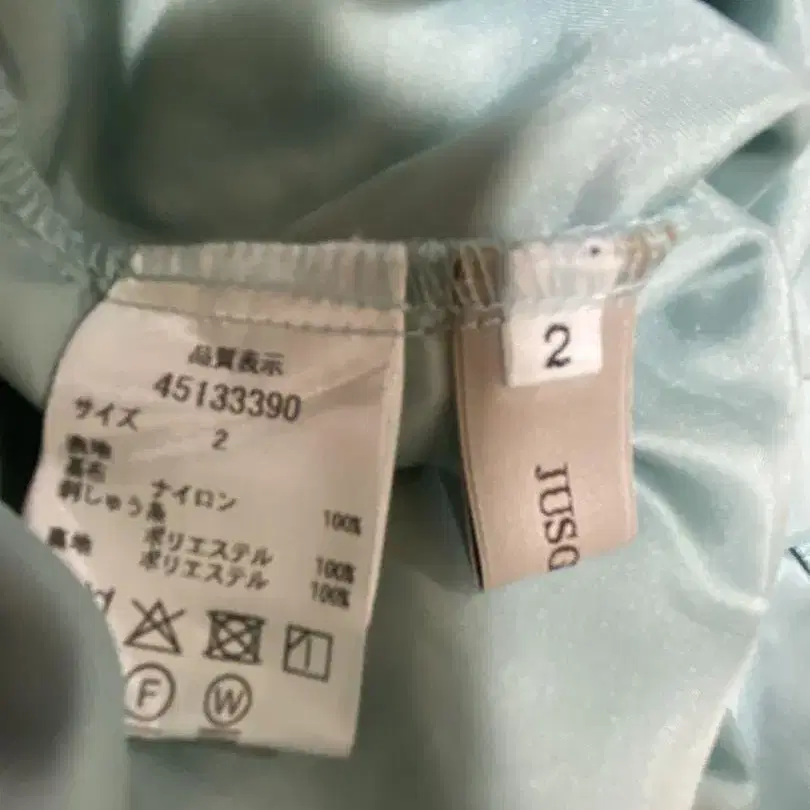 品質表示
45133390
サイズ 2
表地
基布 ナイロン 100%
刺しゅう糸 ポリエステル 100%
裏地 ポリエステル 100%
F W
2
JUSG